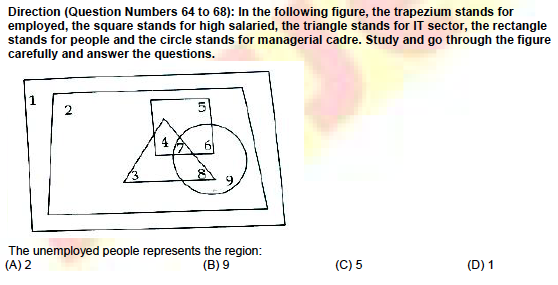 Direction (Question Numbers 64 to 68): In the following figure, the trapezium stands for
employed, the square stands for high salaried, the triangle stands for IT sector, the rectangle
stands for people and the circle stands for managerial cadre. Study and go through the figure
carefully and answer the questions.
1
2
5
4 7 6
3 8 9
The unemployed people represents the region:
(A) 2 (B) 9 (C) 5 (D) 1